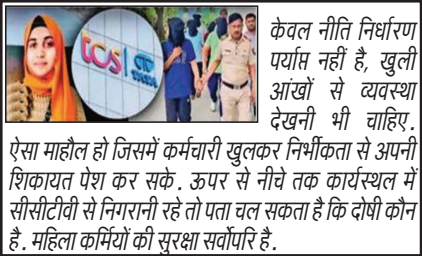 tcs
केवल नीति निर्धारण
पर्याप्त नहीं है, खुली
आंखों से व्यवस्था
देखनी भी चाहिए.
ऐसा माहौल हो जिसमें कर्मचारी खुलकर निर्भीकता से अपनी
शिकायत पेश कर सके. ऊपर से नीचे तक कार्यस्थल में
सीसीटीवी से निगरानी रहे तो पता चल सकता है कि दोषी कौन
है. महिला कर्मियों की सुरक्षा सर्वोपरि है.